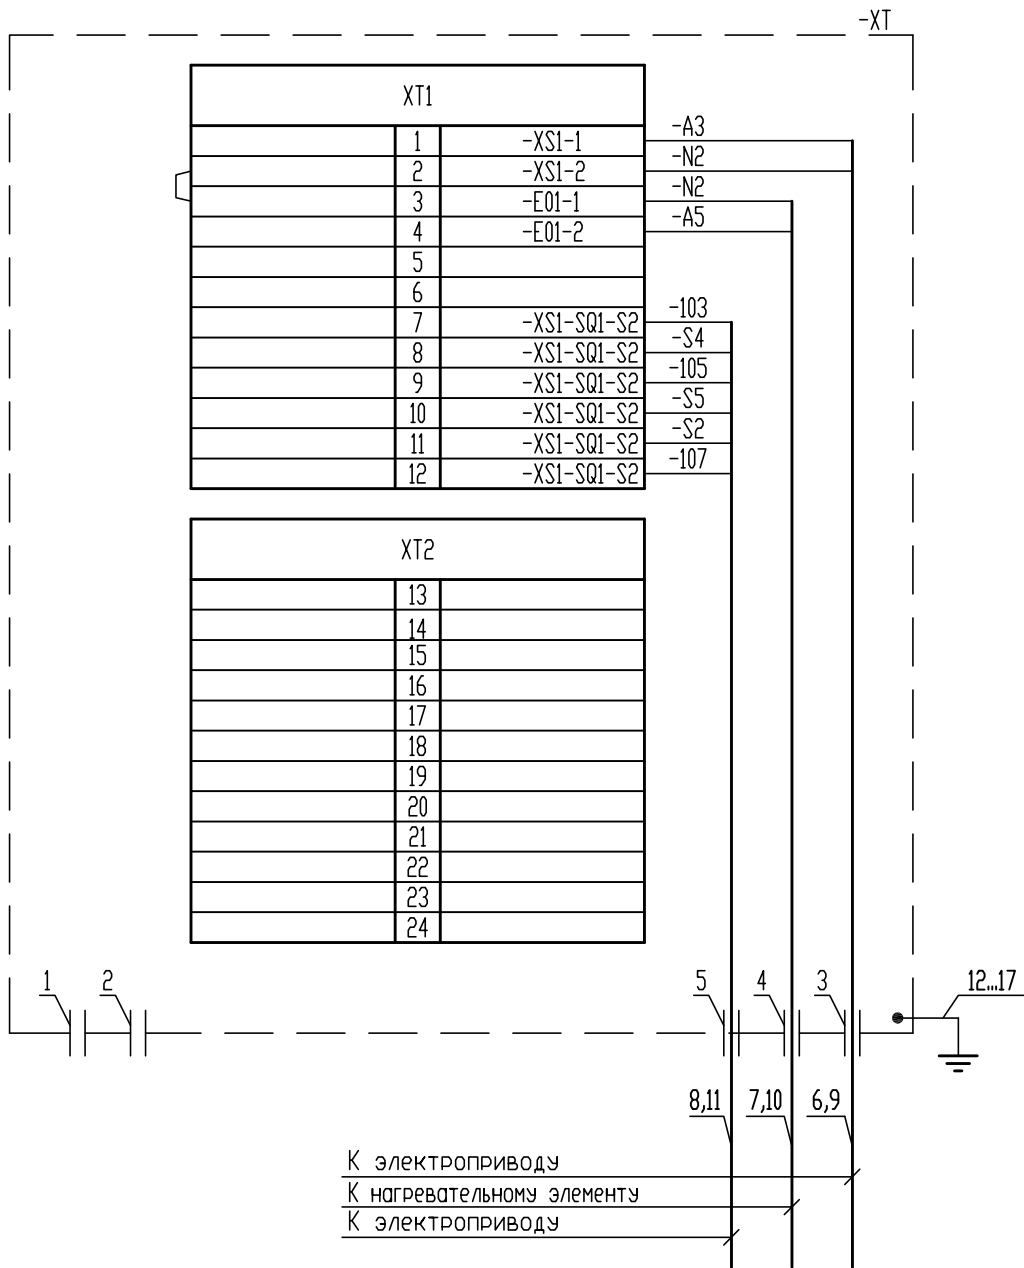 -XT
XT1
1 -XS1-1 -A3
2 -XS1-2 -N2
3 -E01-1 -N2
4 -E01-2 -A5
5
6
7 -XS1-SQ1-S2 -103
8 -XS1-SQ1-S2 -S4
9 -XS1-SQ1-S2 -105
10 -XS1-SQ1-S2 -S5
11 -XS1-SQ1-S2 -S2
12 -XS1-SQ1-S2 -107
XT2
13
14
15
16
17
18
19
20
21
22
23
24
1 2 5 4 3 12...17
8,11 7,10 6,9
К электроприводу
К нагревательному элементу
К электроприводу